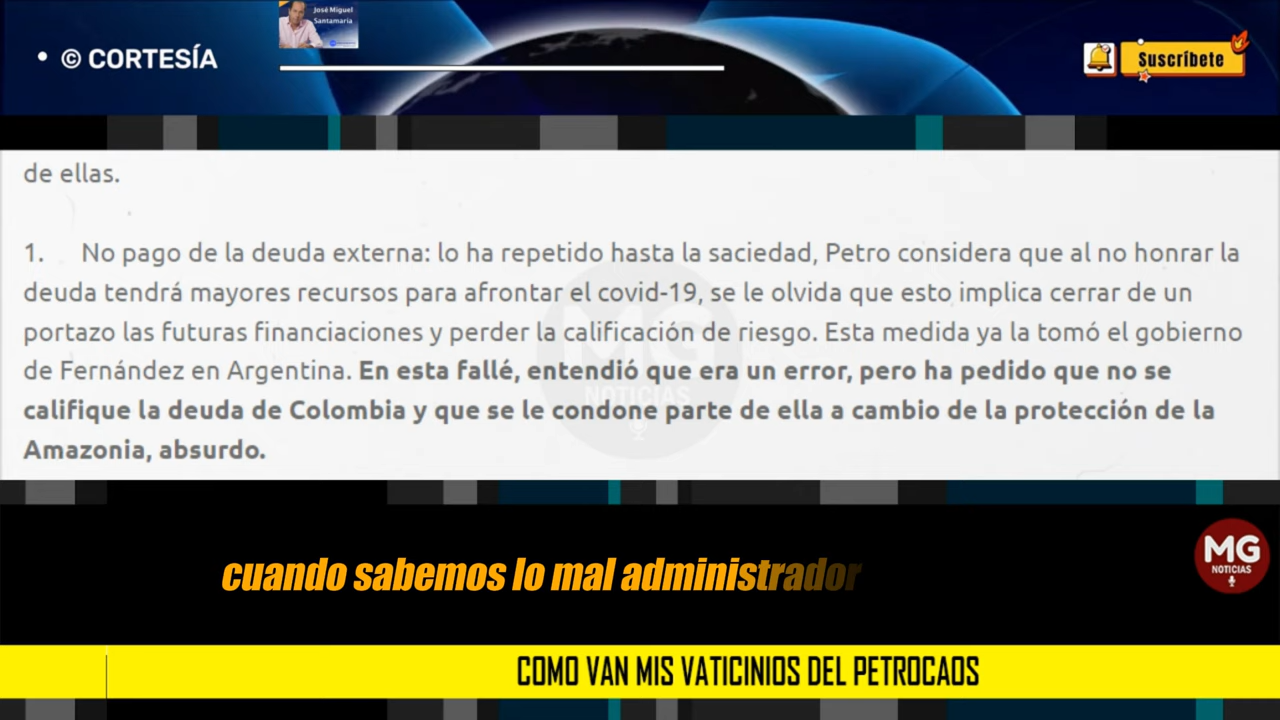 José Miguel
Santamaría
• © CORTESÍA
Suscríbete
de ellas.
1. No pago de la deuda externa: lo ha repetido hasta la saciedad, Petro considera que al no honrar la
deuda tendrá mayores recursos para afrontar el covid-19, se le olvida que esto implica cerrar de un
portazo las futuras financiaciones y perder la calificación de riesgo. Esta medida ya la tomó el gobierno
de Fernández en Argentina. En esta fallé, entendió que era un error, pero ha pedido que no se
califique la deuda de Colombia y que se le condone parte de ella a cambio de la protección de la
Amazonia, absurdo.
MG
NOTICIAS
cuando sabemos lo mal administrador
MG
NOTICIAS
COMO VAN MIS VATICINIOS DEL PETROCAOS